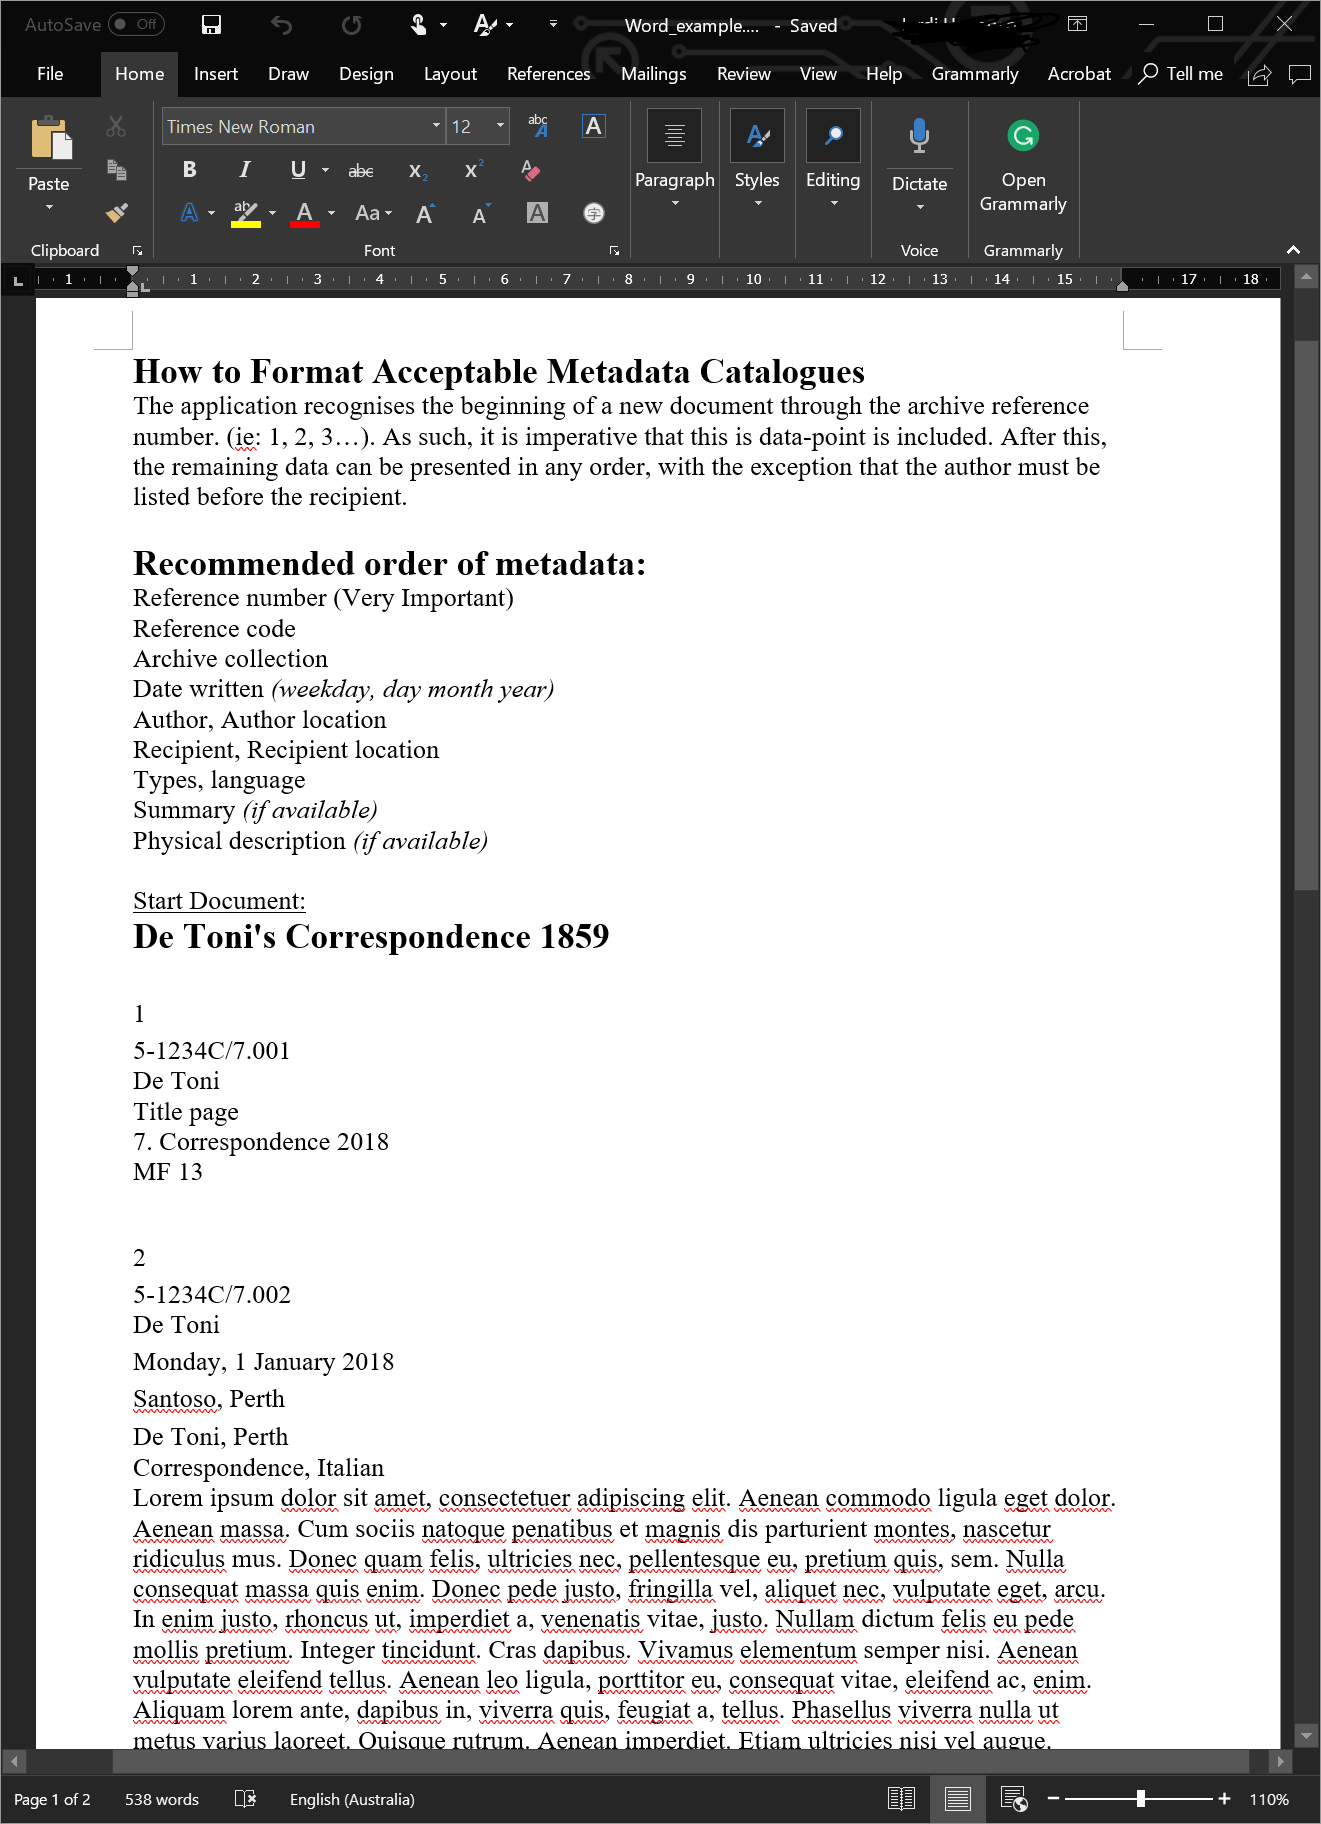 AutoSave Off Word_example.... - Saved
File Home Insert Draw Design Layout References Mailings Review View Help Grammarly Acrobat Tell me
Times New Roman 12 abc A A
Paste B I U abc X₂ X² A Paragraph Styles Editing Dictate Open Grammarly
A ab A Aa A A A 字
Clipboard Font Voice Grammarly
1 1 2 3 4 5 6 7 8 9 10 11 12 13 14 15 17 18
How to Format Acceptable Metadata Catalogues
The application recognises the beginning of a new document through the archive reference
number. (ie: 1, 2, 3…). As such, it is imperative that this is data-point is included. After this,
the remaining data can be presented in any order, with the exception that the author must be
listed before the recipient.
Recommended order of metadata:
Reference number (Very Important)
Reference code
Archive collection
Date written (weekday, day month year)
Author, Author location
Recipient, Recipient location
Types, language
Summary (if available)
Physical description (if available)
Start Document:
De Toni's Correspondence 1859
1
5-1234C/7.001
De Toni
Title page
7. Correspondence 2018
MF 13
2
5-1234C/7.002
De Toni
Monday, 1 January 2018
Santoso, Perth
De Toni, Perth
Correspondence, Italian
Lorem ipsum dolor sit amet, consectetuer adipiscing elit. Aenean commodo ligula eget dolor.
Aenean massa. Cum sociis natoque penatibus et magnis dis parturient montes, nascetur
ridiculus mus. Donec quam felis, ultricies nec, pellentesque eu, pretium quis, sem. Nulla
consequat massa quis enim. Donec pede justo, fringilla vel, aliquet nec, vulputate eget, arcu.
In enim justo, rhoncus ut, imperdiet a, venenatis vitae, justo. Nullam dictum felis eu pede
mollis pretium. Integer tincidunt. Cras dapibus. Vivamus elementum semper nisi. Aenean
vulputate eleifend tellus. Aenean leo ligula, porttitor eu, consequat vitae, eleifend ac, enim.
Aliquam lorem ante, dapibus in, viverra quis, feugiat a, tellus. Phasellus viverra nulla ut
metus varius laoreet. Quisque rutrum. Aenean imperdiet. Etiam ultricies nisi vel augue.
Page 1 of 2 538 words English (Australia) 110%